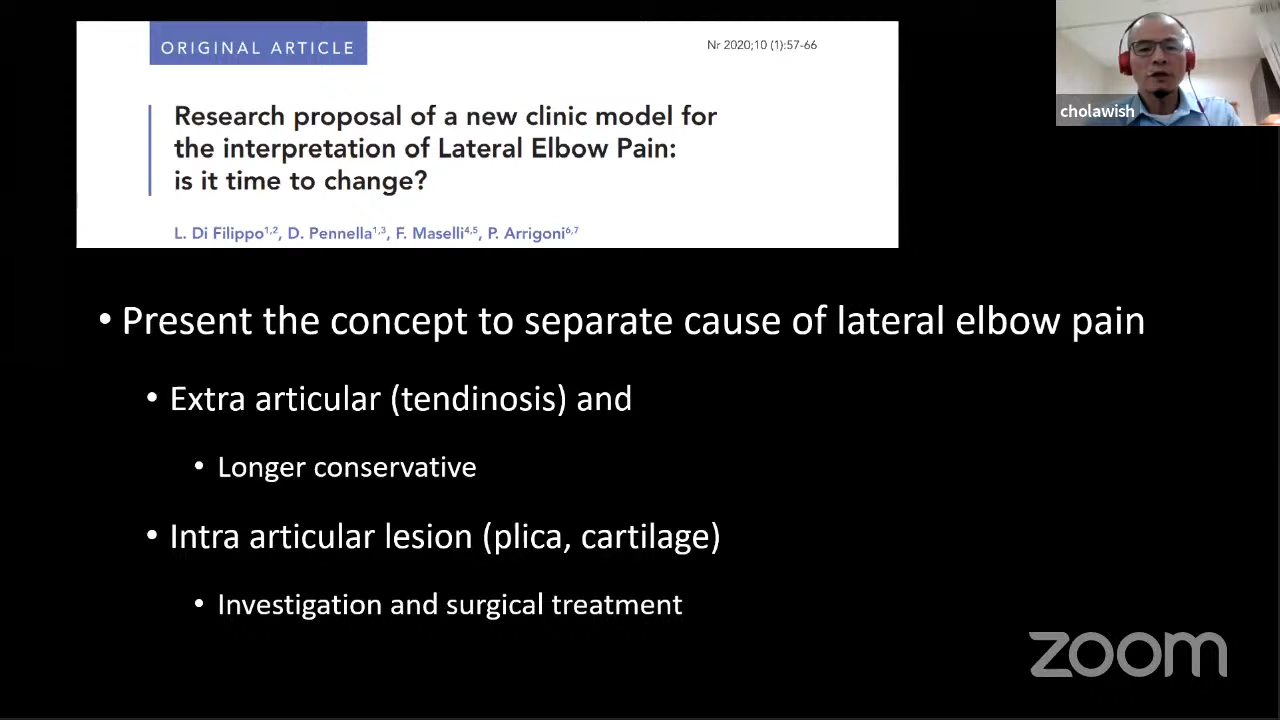 ORIGINAL ARTICLE
Nr 2020;10 (1):57-66
Research proposal of a new clinic model for
the interpretation of Lateral Elbow Pain:
is it time to change?
L. Di Filippo1,2, D. Pennella1,3, F. Maselli4,5, P. Arrigoni6,7
cholawish
• Present the concept to separate cause of lateral elbow pain
• Extra articular (tendinosis) and
• Longer conservative
• Intra articular lesion (plica, cartilage)
• Investigation and surgical treatment
zoom